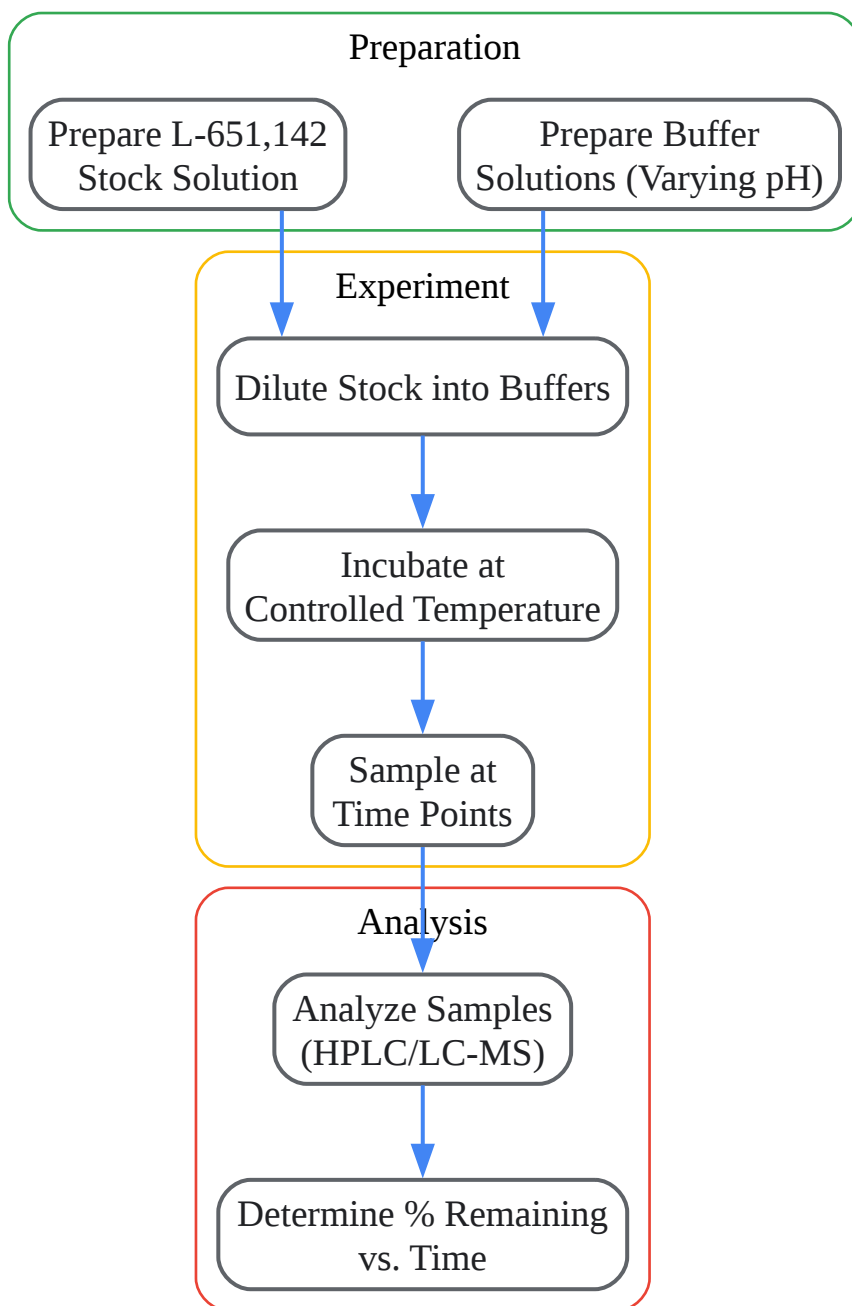 Preparation
Prepare L-651,142
Stock Solution
Prepare Buffer
Solutions (Varying pH)
Experiment
Dilute Stock into Buffers
Incubate at
Controlled Temperature
Sample at
Time Points
Analysis
Analyze Samples
(HPLC/LC-MS)
Determine % Remaining
vs. Time